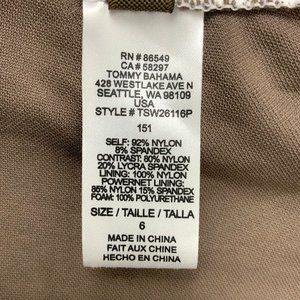 RN # 86549
CA # 58297
TOMMY BAHAMA
428 WESTLAKE AVE N
SEATTLE, WA 98109
USA
STYLE # TSW26116P
151
SELF: 92% NYLON
8% SPANDEX
CONTRAST: 80% NYLON
20% LYCRA SPANDEX
LINING: 100% NYLON
POWERNET LINING:
85% NYLON 15% SPANDEX
FOAM: 100% POLYURETHANE
SIZE / TAILLE / TALLA
6
MADE IN CHINA
FAIT AUX CHINE
HECHO EN CHINA